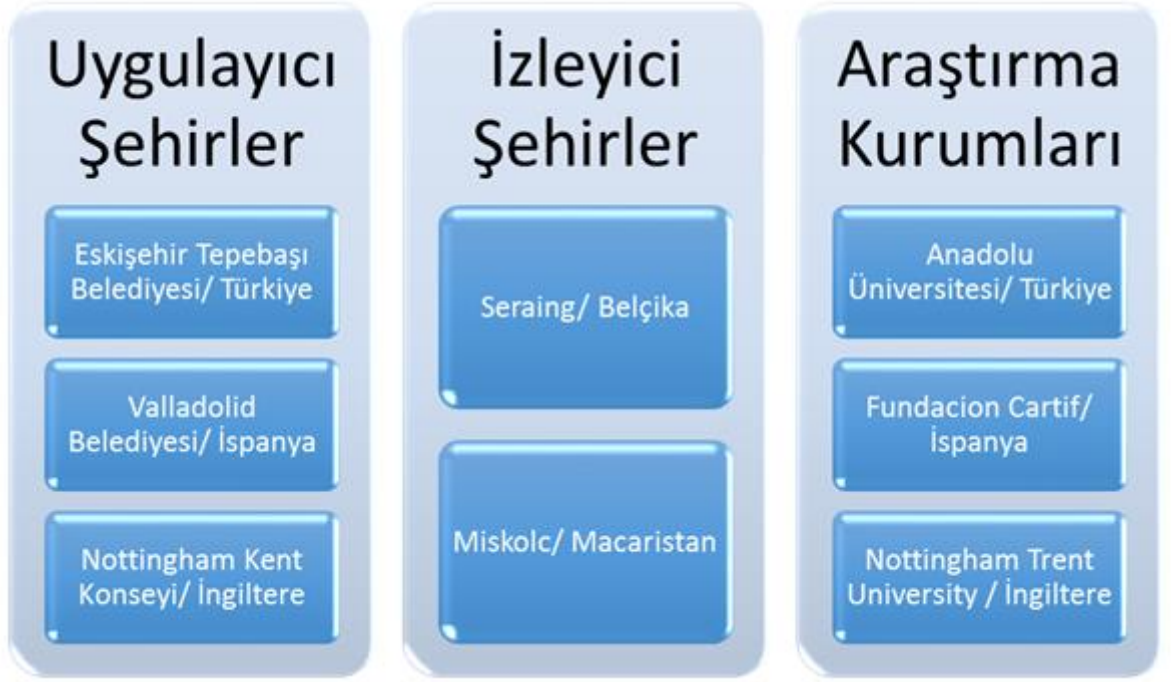 Uygulayıcı
Şehirler
Eskişehir Tepebaşı
Belediyesi/ Türkiye
Valladolid
Belediyesi/ İspanya
Nottingham Kent
Konseyi/ İngiltere
İzleyici
Şehirler
Seraing/ Belçika
Miskolc/ Macaristan
Araştırma
Kurumları
Anadolu
Üniversitesi/ Türkiye
Fundacion Cartif/
İspanya
Nottingham Trent
University / İngiltere